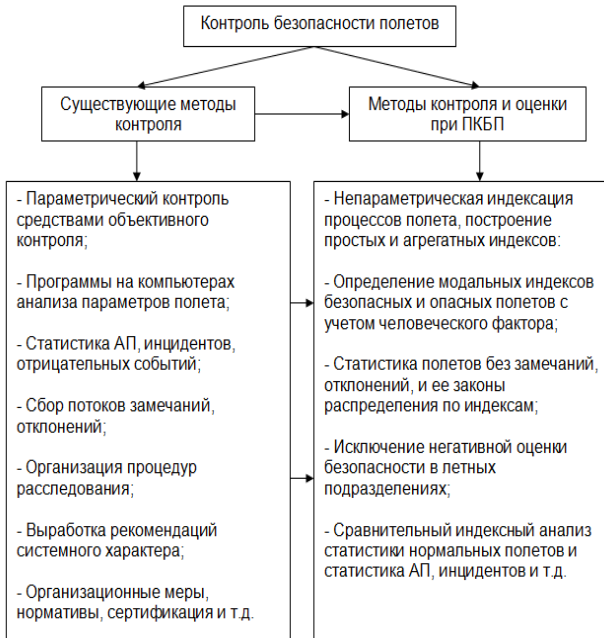 Контроль безопасности полетов
Существующие методы
контроля
Методы контроля и оценки
при ПКБП
- Параметрический контроль
средствами объективного
контроля;
- Программы на компьютерах
анализа параметров полета;
- Статистика АП, инцидентов,
отрицательных событий;
- Сбор потоков замечаний,
отклонений;
- Организация процедур
расследования;
- Выработка рекомендаций
системного характера;
- Организационные меры,
нормативы, сертификация и т.д.
- Непараметрическая индексация
процессов полета, построение
простых и агрегатных индексов:
- Определение модальных индексов
безопасных и опасных полетов с
учетом человеческого фактора;
- Статистика полетов без замечаний,
отклонений, и ее законы
распределения по индексам;
- Исключение негативной оценки
безопасности в летных
подразделениях;
- Сравнительный индексный анализ
статистики нормальных полетов и
статистика АП, инцидентов и т.д.